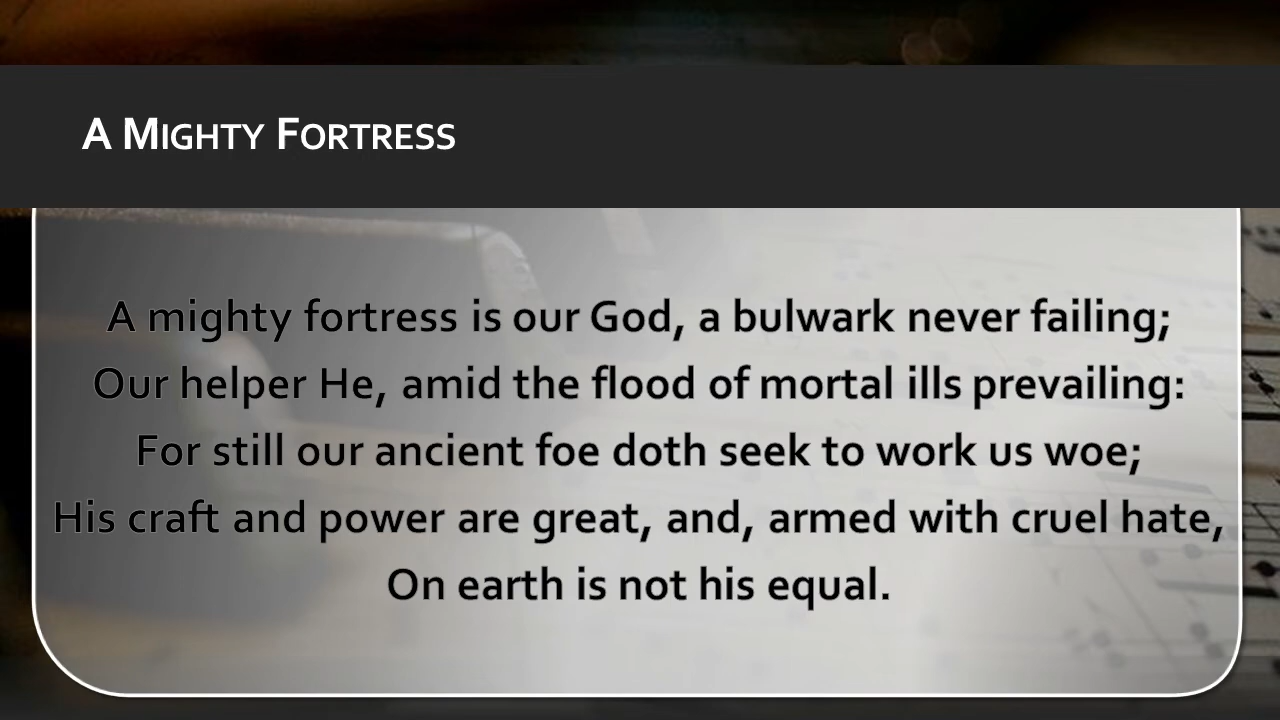 A Mighty Fortress
A mighty fortress is our God, a bulwark never failing;
Our helper He, amid the flood of mortal ills prevailing:
For still our ancient foe doth seek to work us woe;
His craft and power are great, and, armed with cruel hate,
On earth is not his equal.